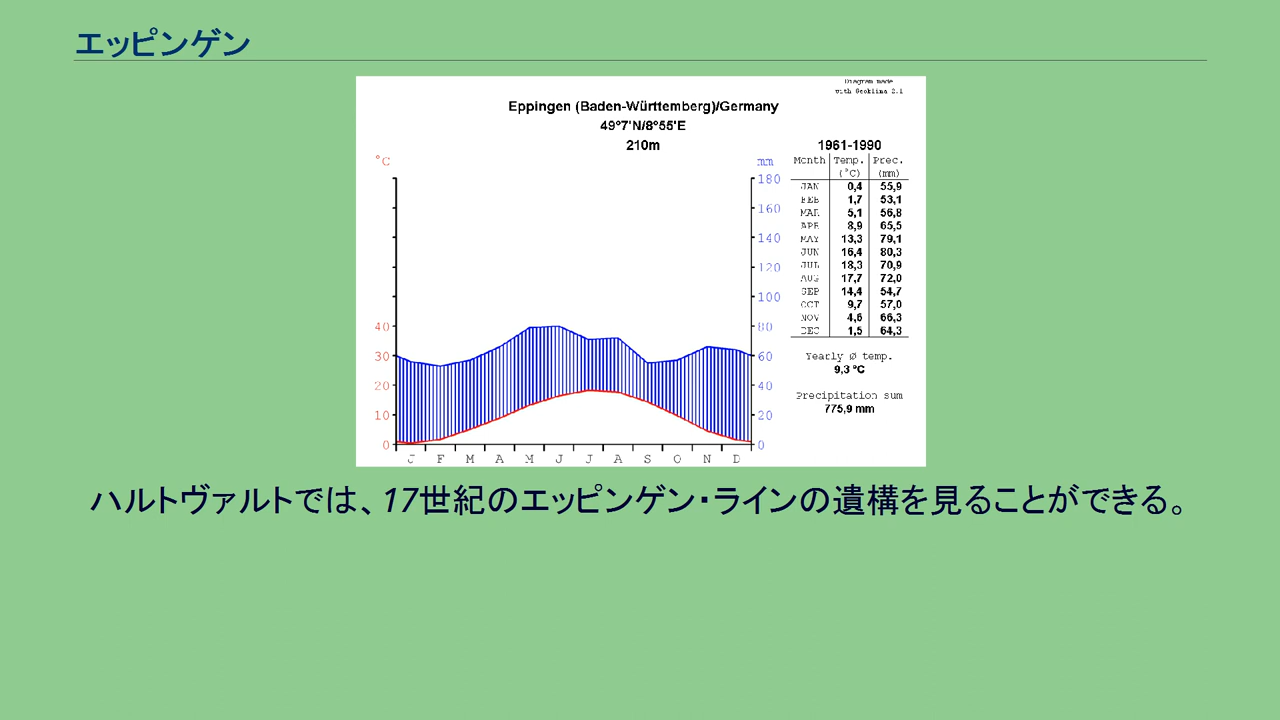 エッピンゲン
Diagram made
with Geoklima 2.1
Eppingen (Baden-Württemberg)/Germany
49°7'N/8°55'E
210m
°C
mm
180
160
140
120
100
40 80
30 60
20 40
10 20
0 0
J F M A M J J A S O N D
1961-1990
Month Temp. Prec.
(°C) (mm)
JAN 0,4 55,9
FEB 1,7 53,1
MAR 5,1 56,8
APR 8,9 65,5
MAY 13,3 79,1
JUN 16,4 80,3
JUL 18,3 70,9
AUG 17,7 72,0
SEP 14,4 54,7
OCT 9,7 57,0
NOV 4,6 66,3
DEC 1,5 64,3
Yearly Ø temp.
9,3 °C
Precipitation sum
775,9 mm
ハルトヴァルトでは、17世紀のエッピンゲン・ラインの遺構を見ることができる。